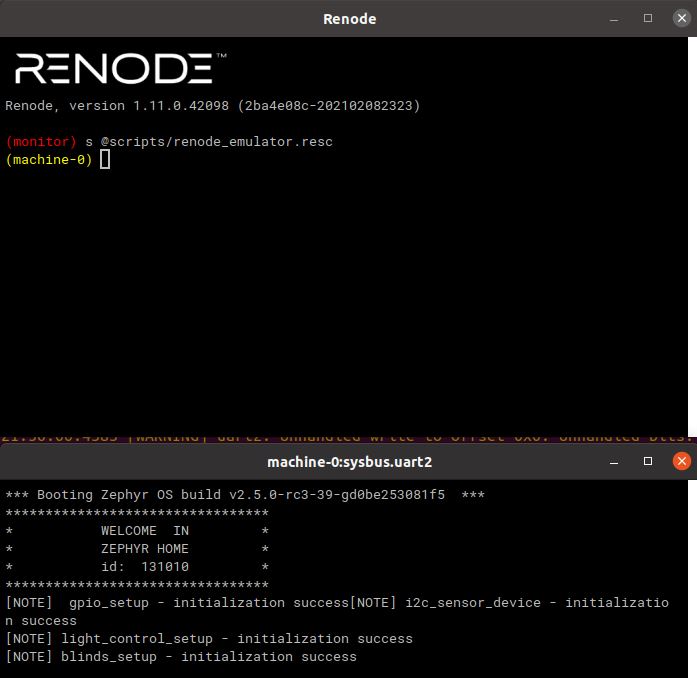 Renode
RENODE™
Renode, version 1.11.0.42098 (2ba4e08c-202102082323)
(monitor) s @scripts/renode_emulator.resc
(machine-0)
machine-0:sysbus.uart2
*** Booting Zephyr OS build v2.5.0-rc3-39-gd0be253081f5  ***
*********************************
*           WELCOME  IN         *
*           ZEPHYR HOME         *
*           id:  131010         *
*********************************
[NOTE]  gpio_setup - initialization success[NOTE] i2c_sensor_device - initializatio
n success
[NOTE] light_control_setup - initialization success
[NOTE] blinds_setup - initialization success